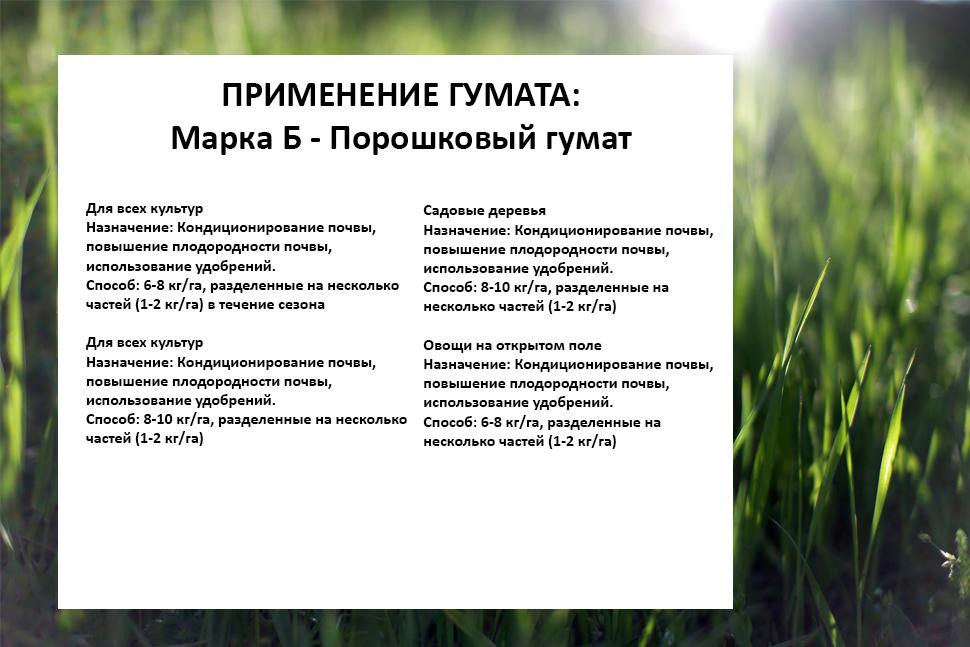 ПРИМЕНЕНИЕ ГУМАТА:
Марка Б - Порошковый гумат
Для всех культур
Назначение: Кондиционирование почвы,
повышение плодородности почвы,
использование удобрений.
Способ: 6-8 кг/га, разделенные на несколько
частей (1-2 кг/га) в течение сезона
Для всех культур
Назначение: Кондиционирование почвы,
повышение плодородности почвы,
использование удобрений.
Способ: 8-10 кг/га, разделенные на несколько
частей (1-2 кг/га)
Садовые деревья
Назначение: Кондиционирование почвы,
повышение плодородности почвы,
использование удобрений.
Способ: 8-10 кг/га, разделенные на
несколько частей (1-2 кг/га)
Овощи на открытом поле
Назначение: Кондиционирование почвы,
повышение плодородности почвы,
использование удобрений.
Способ: 6-8 кг/га, разделенные на
несколько частей (1-2 кг/га)